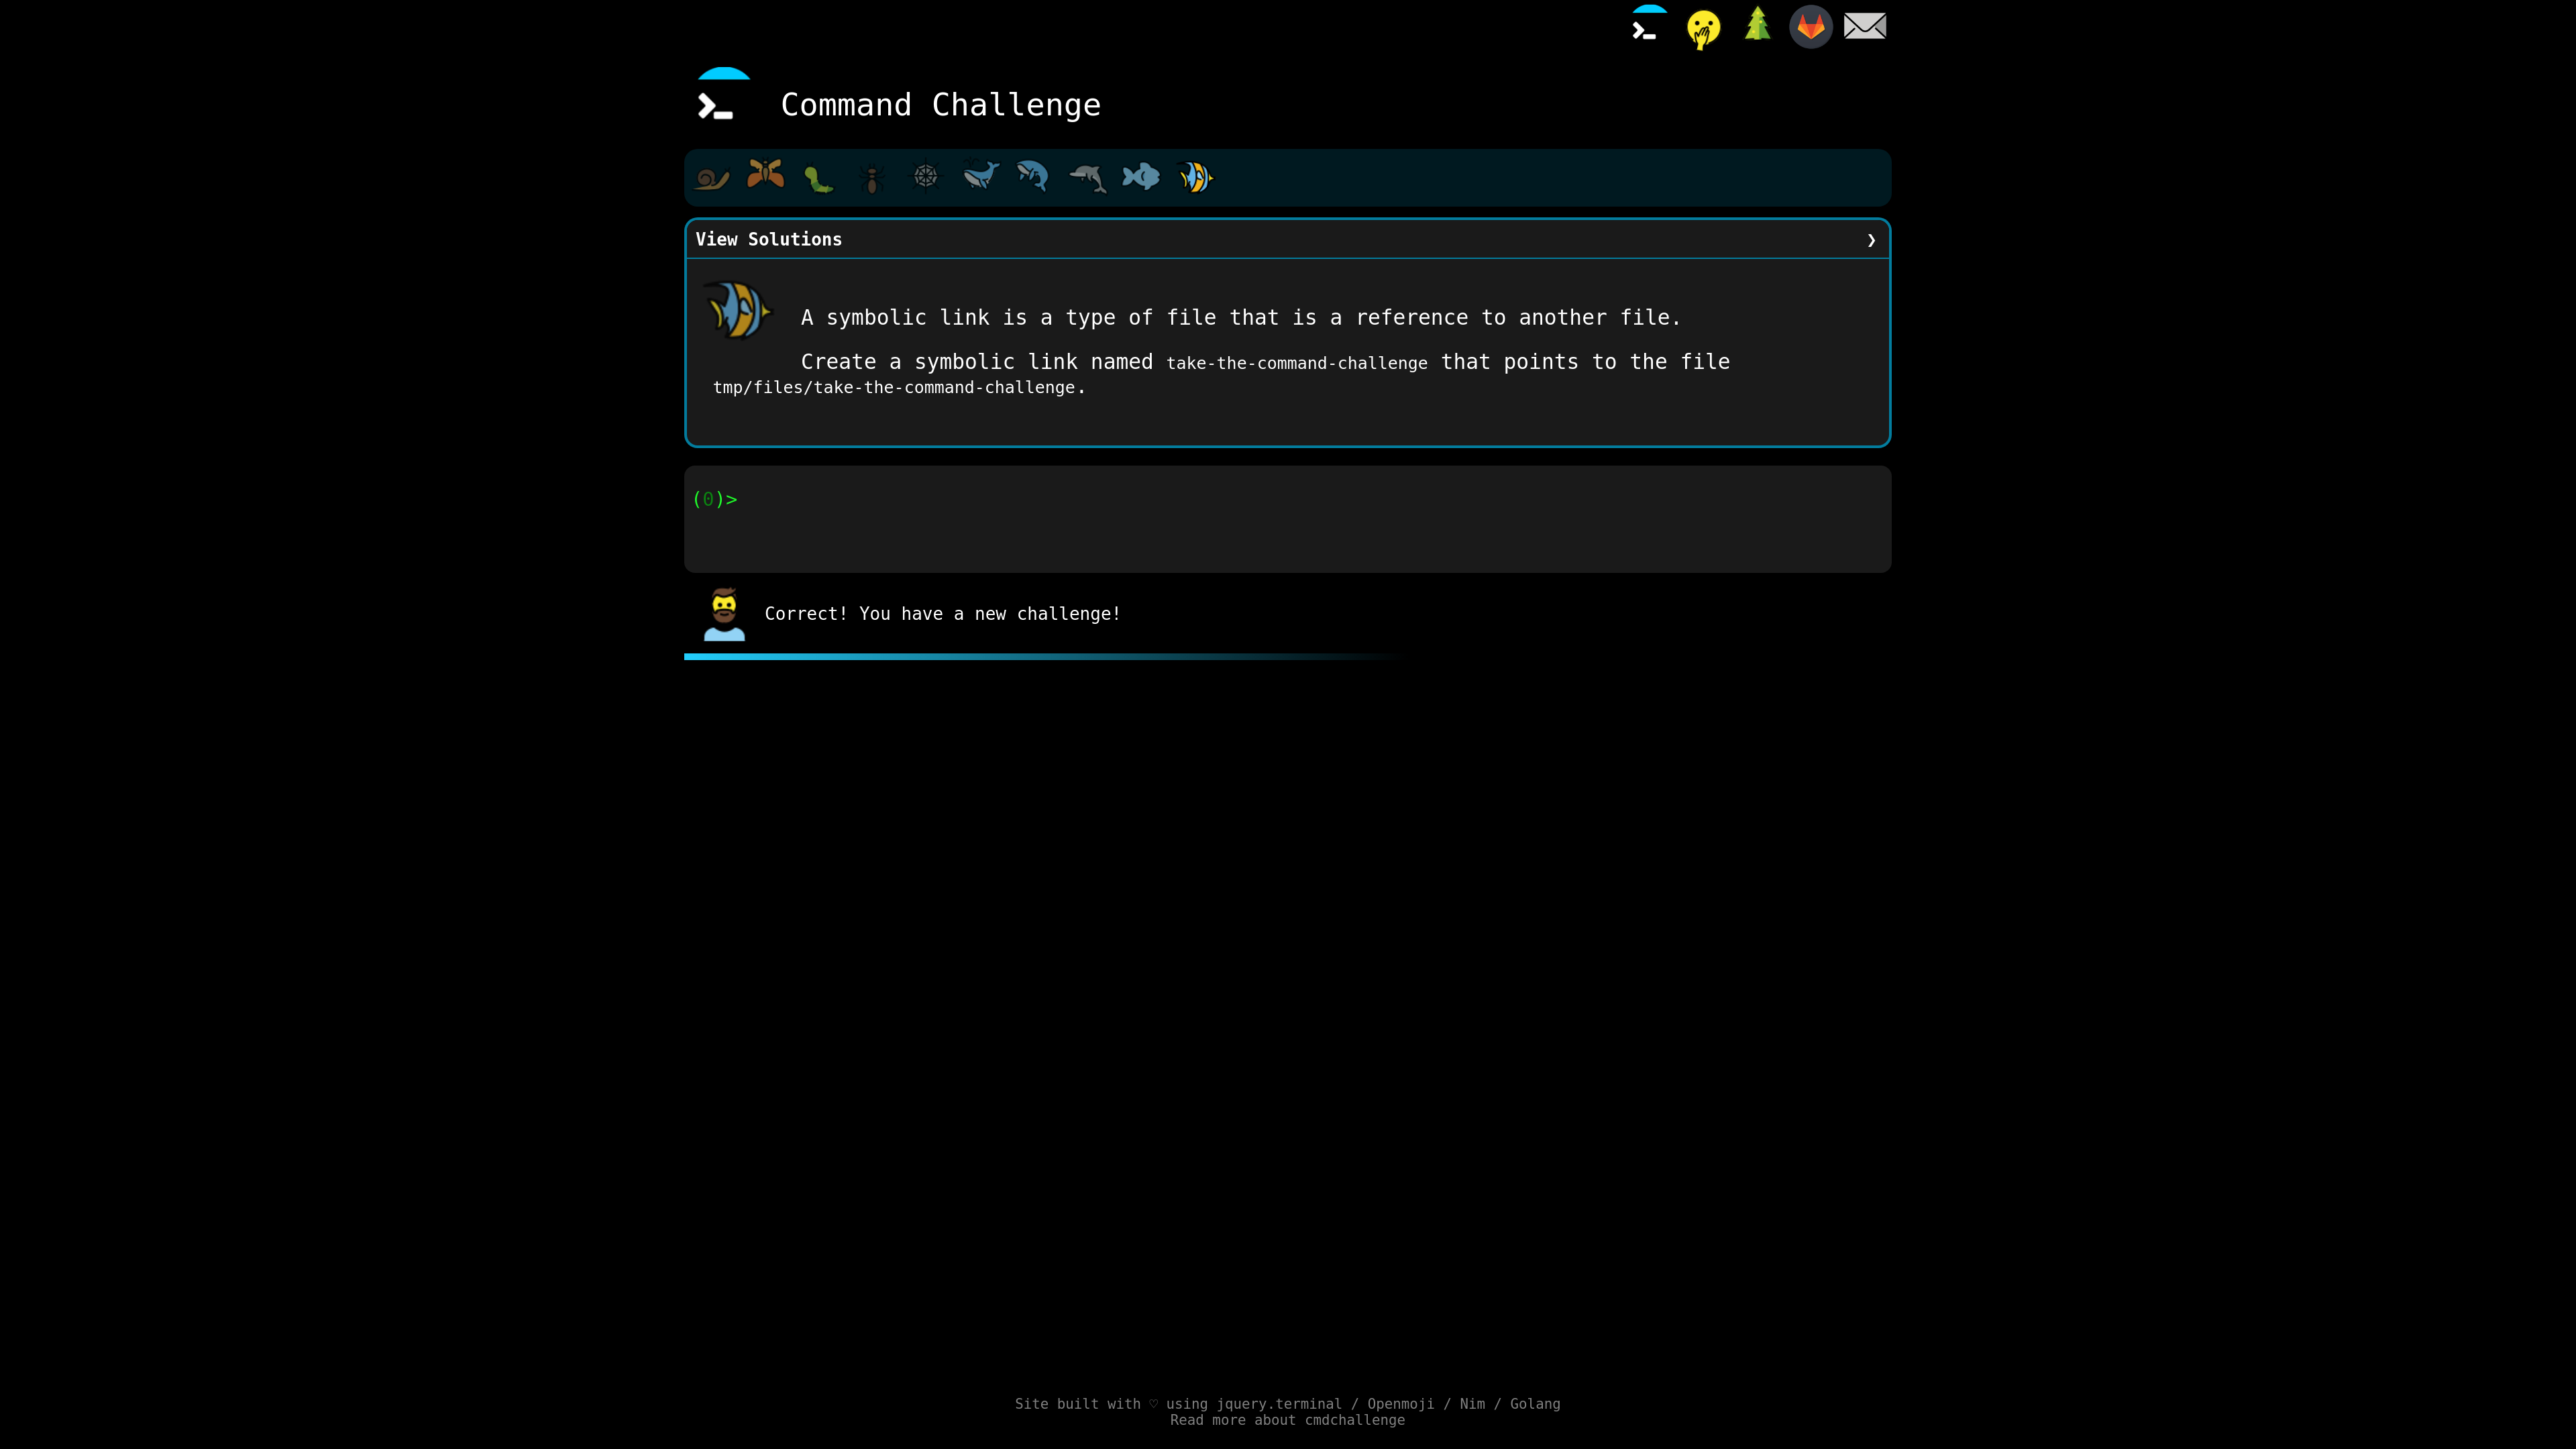 Command Challenge
View Solutions ❯
A symbolic link is a type of file that is a reference to another file.
Create a symbolic link named take-the-command-challenge that points to the file
tmp/files/take-the-command-challenge.
(0)>
Correct! You have a new challenge!
Site built with ♡ using jquery.terminal / Openmoji / Nim / Golang
Read more about cmdchallenge